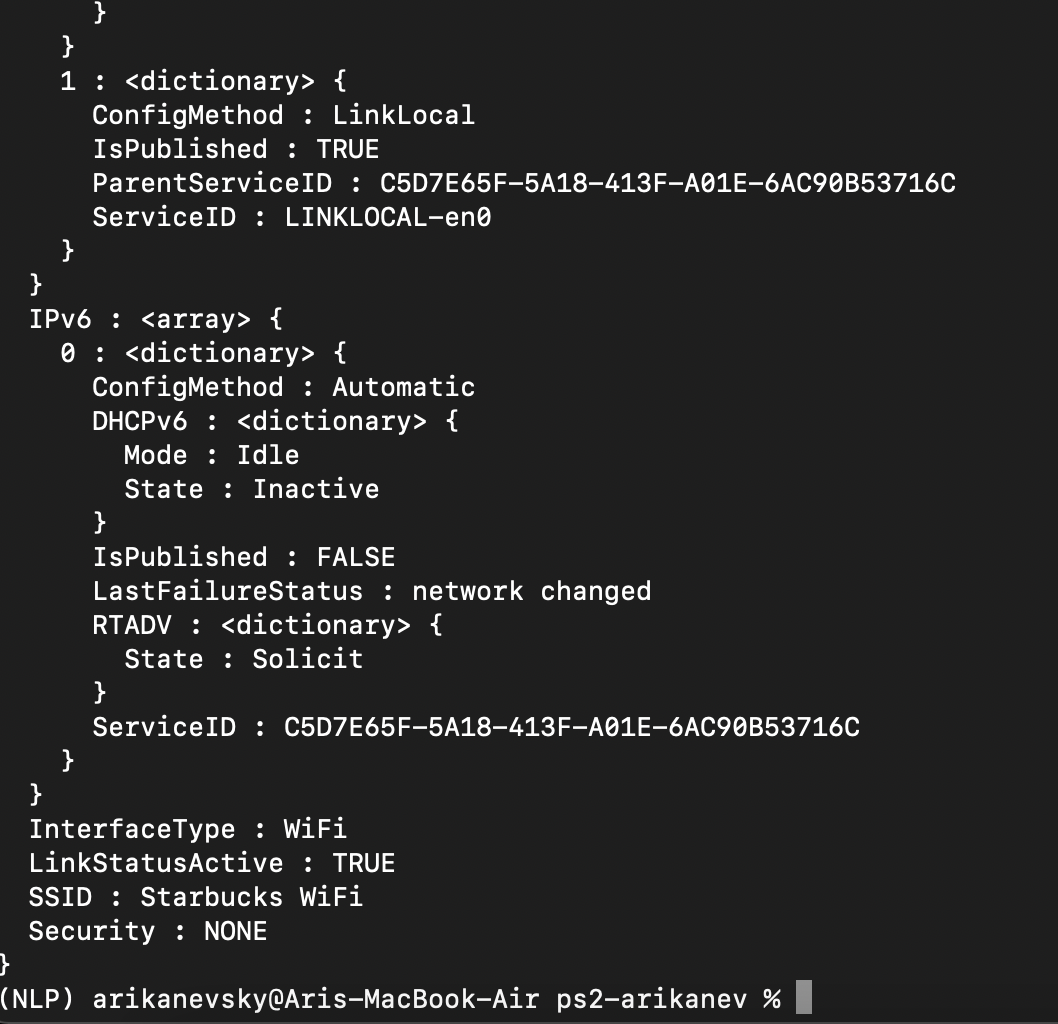 }
}
1 : <dictionary> {
ConfigMethod : LinkLocal
IsPublished : TRUE
ParentServiceID : C5D7E65F-5A18-413F-A01E-6AC90B53716C
ServiceID : LINKLOCAL-en0
}
}
IPv6 : <array> {
0 : <dictionary> {
ConfigMethod : Automatic
DHCPv6 : <dictionary> {
Mode : Idle
State : Inactive
}
IsPublished : FALSE
LastFailureStatus : network changed
RTADV : <dictionary> {
State : Solicit
}
ServiceID : C5D7E65F-5A18-413F-A01E-6AC90B53716C
}
}
InterfaceType : WiFi
LinkStatusActive : TRUE
SSID : Starbucks WiFi
Security : NONE
}
(NLP) arikanevsky@Aris-MacBook-Air ps2-arikanev %